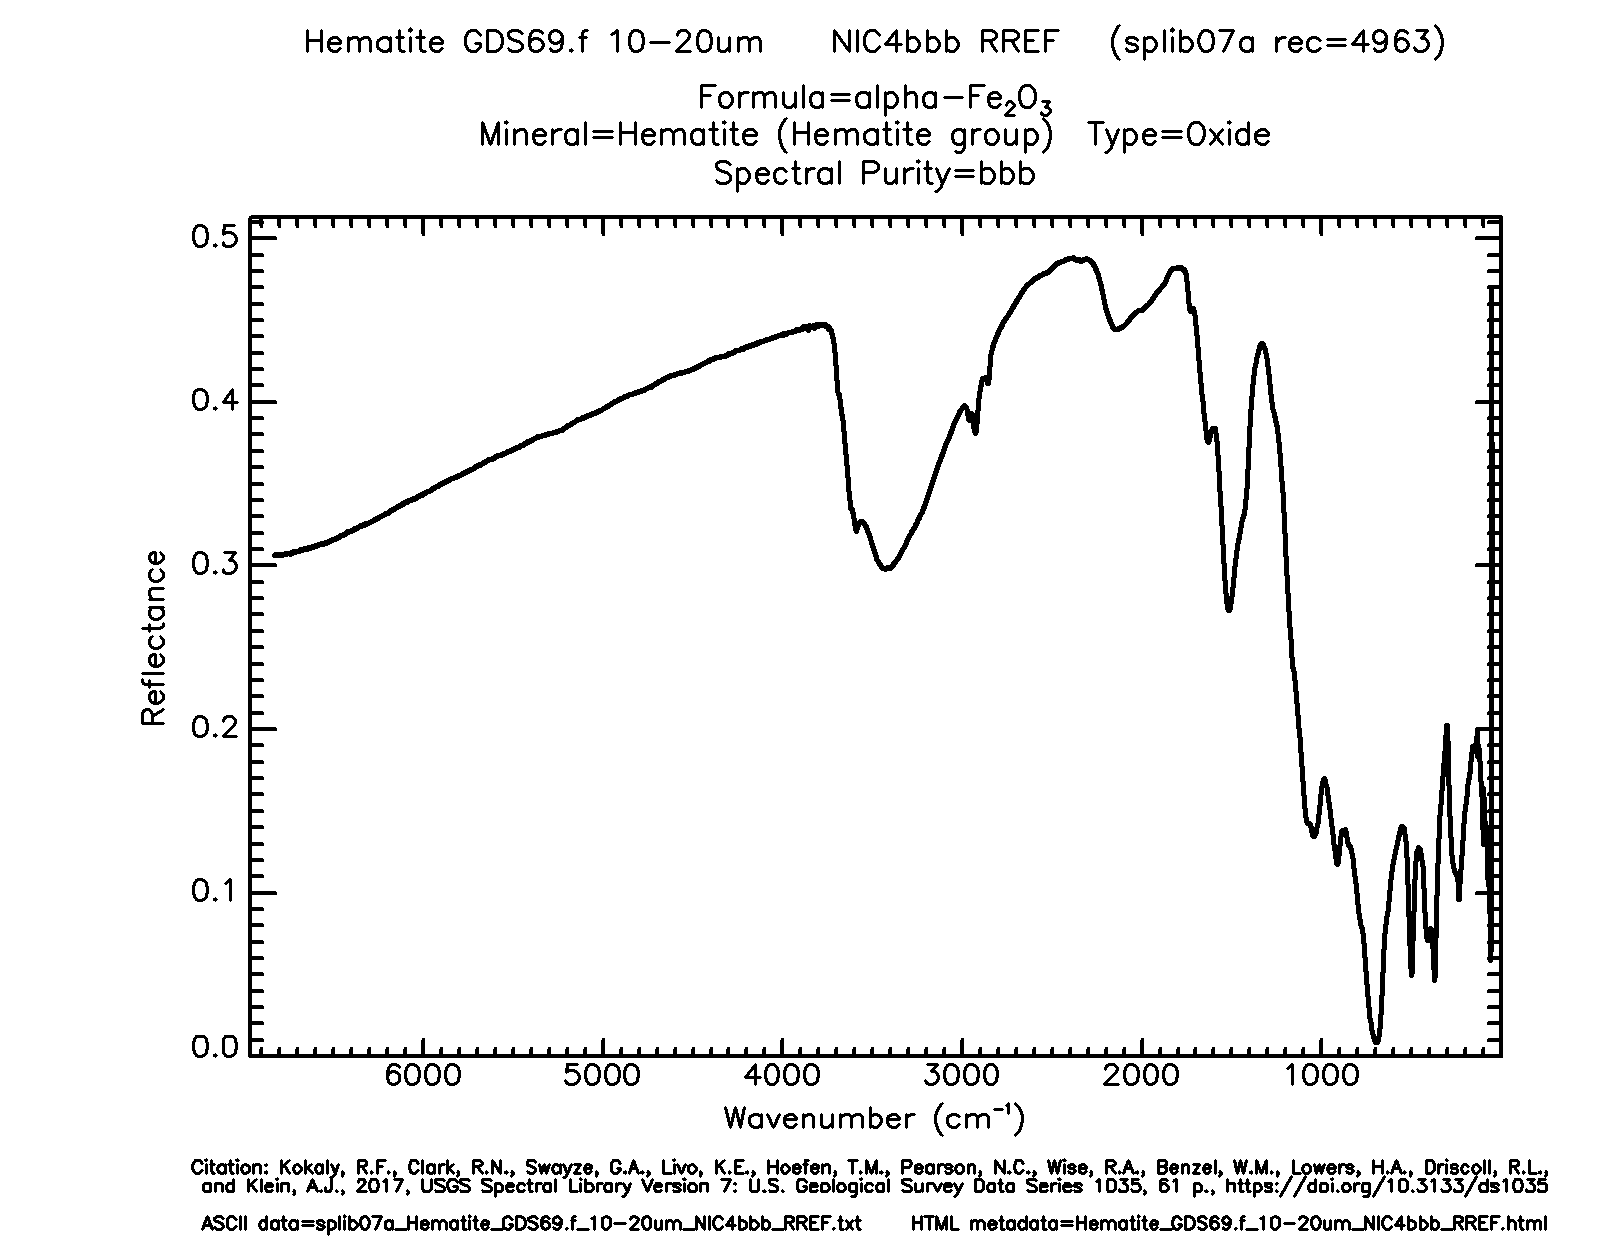 Hematite GDS69.f 10-20um NIC4bbb RREF (splib07a rec=4963)
Formula=alpha-Fe₂O₃
Mineral=Hematite (Hematite group) Type=Oxide
Spectral Purity=bbb
0.5
0.4
0.3
0.2
0.1
0.0
Reflectance
6000 5000 4000 3000 2000 1000
Wavenumber (cm⁻¹)
Citation: Kokaly, R.F., Clark, R.N., Swayze, G.A., Livo, K.E., Hoefen, T.M., Pearson, N.C., Wise, R.A., Benzel, W.M., Lowers, H.A., Driscoll, R.L.,
and Klein, A.J., 2017, USGS Spectral Library Version 7: U.S. Geological Survey Data Series 1035, 61 p., https://doi.org/10.3133/ds1035
ASCII data=splib07a_Hematite_GDS69.f_10-20um_NIC4bbb_RREF.txt HTML metadata=Hematite_GDS69.f_10-20um_NIC4bbb_RREF.html